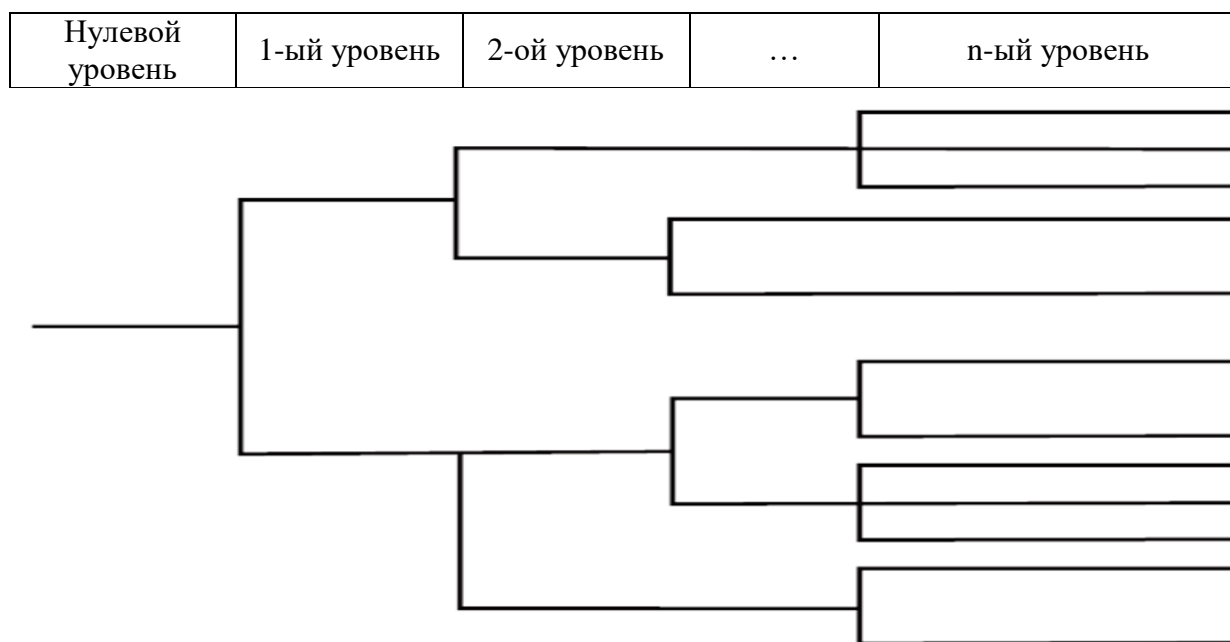 Нулевой
уровень
1-ый уровень
2-ой уровень
…
n-ый уровень